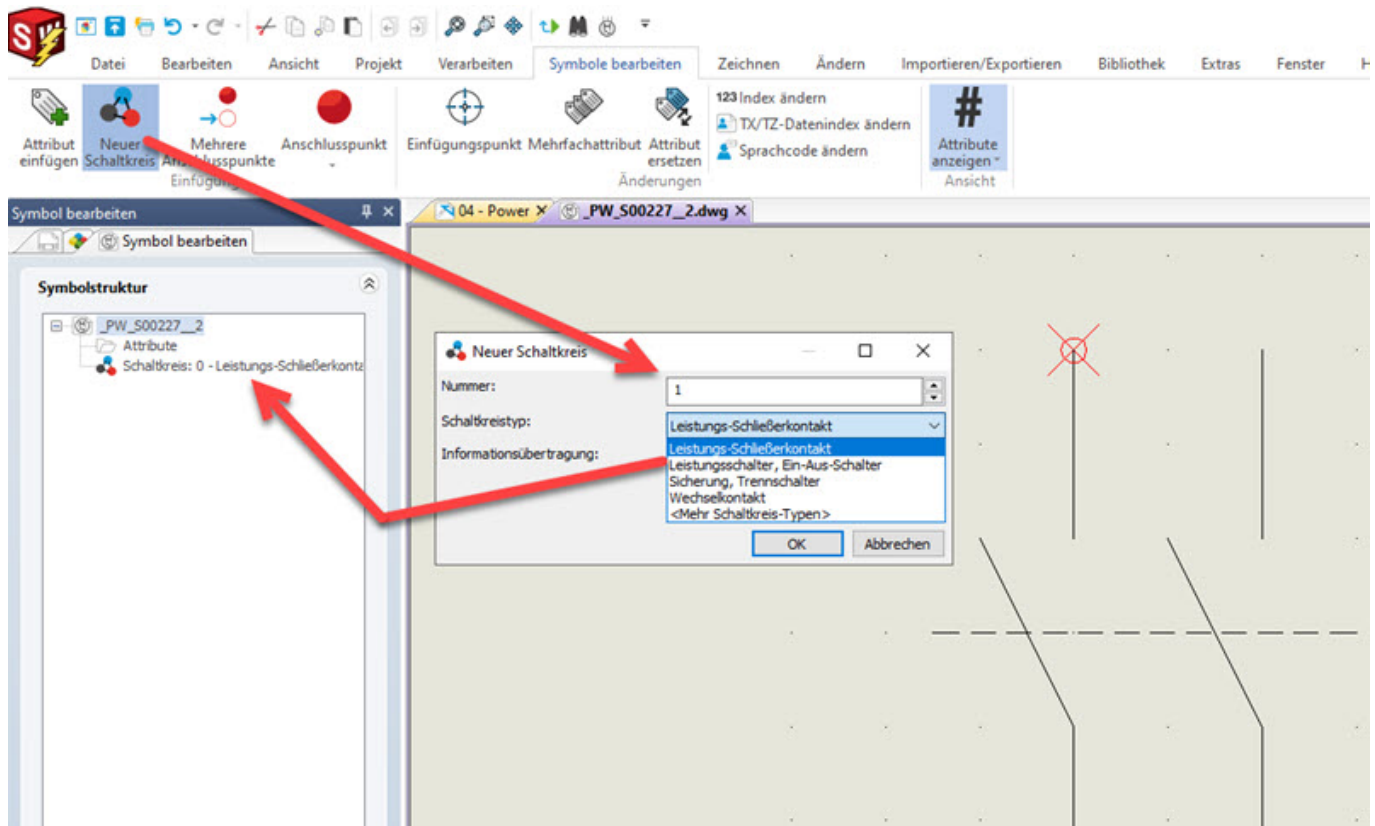 SW
Datei Bearbeiten Ansicht Projekt Verarbeiten Symbole bearbeiten Zeichnen Ändern Importieren/Exportieren Bibliothek Extras Fenster H
Attribut einfügen
Neuer Schaltkreis
Mehrere Anschlusspunkte
Anschlusspunkt
Einfügungspunkt
Mehrfachattribut
Attribut ersetzen
123 Index ändern
TX/TZ-Datenindex ändern
Sprachcode ändern
#
Attribute anzeigen
Änderungen
Ansicht
Symbol bearbeiten
04 - Power
_PW_S00227__2.dwg
Symbol bearbeiten
Symbolstruktur
_PW_S00227__2
Attribute
Schaltkreis: 0 - Leistungs-Schließerkonta
Neuer Schaltkreis
Nummer:
1
Schaltkreistyp:
Leistungs-Schließerkontakt
Informationsübertragung:
Leistungs-Schließerkontakt
Leistungsschalter, Ein-Aus-Schalter
Sicherung, Trennschalter
Wechselkontakt
<Mehr Schaltkreis-Typen>
OK
Abbrechen